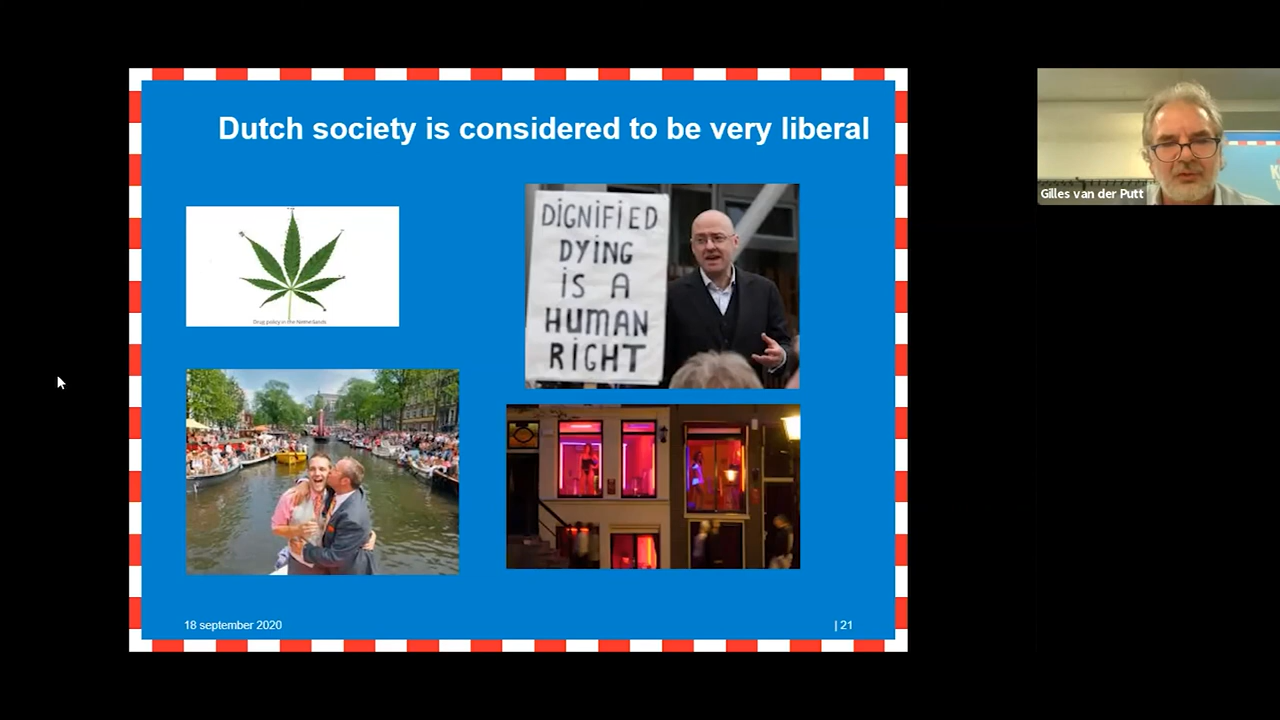 Dutch society is considered to be very liberal
Drug policy in the Netherlands
DIGNIFIED
DYING
IS A
HUMAN
RIGHT
18 september 2020
| 21
Gilles van der Putt
K